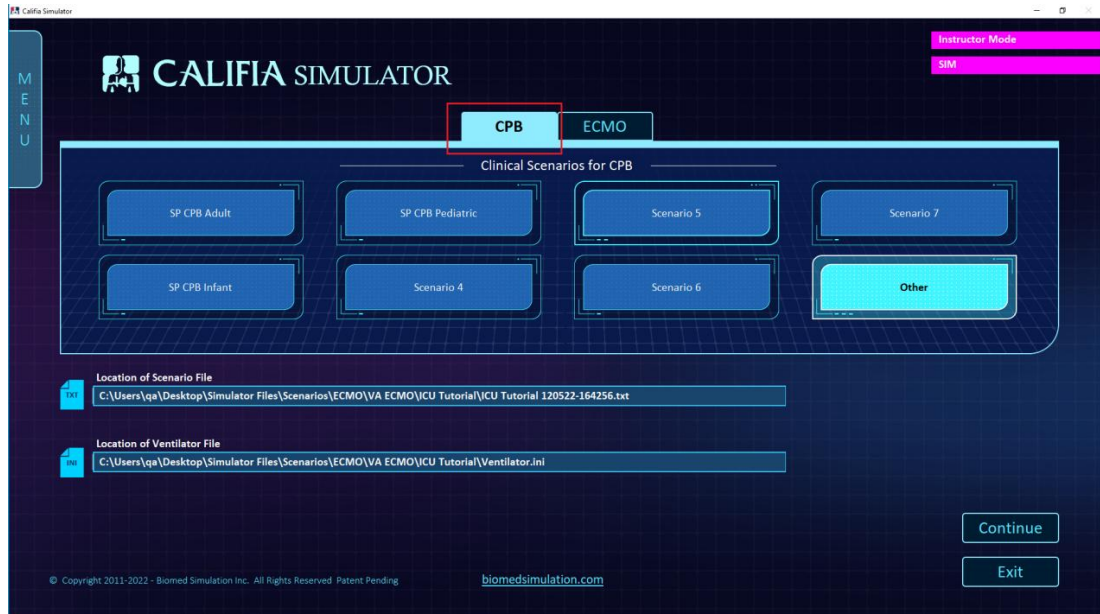 Califia Simulator
Instructor Mode
SIM
MENU
CALIFIA SIMULATOR
CPB
ECMO
Clinical Scenarios for CPB
SP CPB Adult
SP CPB Pediatric
Scenario 5
Scenario 7
SP CPB Infant
Scenario 4
Scenario 6
Other
Location of Scenario File
TXT
C:\Users\qa\Desktop\Simulator Files\Scenarios\ECMO\VA ECMO\ICU Tutorial\ICU Tutorial 120522-164256.txt
Location of Ventilator File
INI
C:\Users\qa\Desktop\Simulator Files\Scenarios\ECMO\VA ECMO\ICU Tutorial\Ventilator.ini
Continue
Exit
© Copyright 2011-2022 - Biomed Simulation Inc. All Rights Reserved Patent Pending
biomedsimulation.com